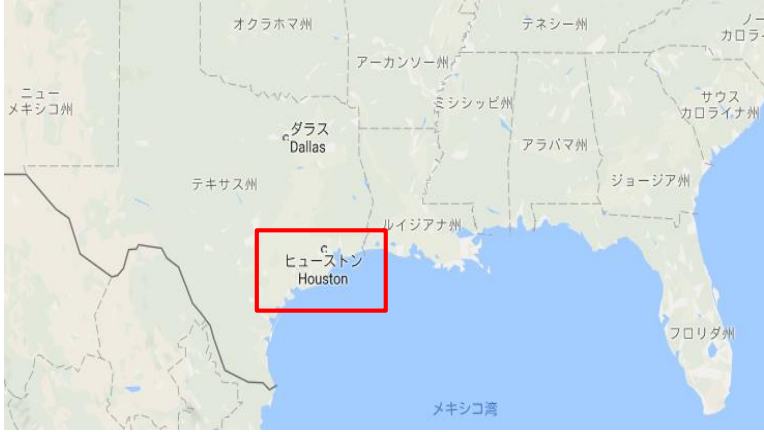 オクラホマ州
テネシー州
ノー
カロラ
アーカンソー州
ニュー
メキシコ州
ミシシッピ州
サウス
カロライナ州
ダラス
Dallas
アラバマ州
テキサス州
ジョージア州
ルイジアナ州
ヒューストン
Houston
フロリダ州
メキシコ湾